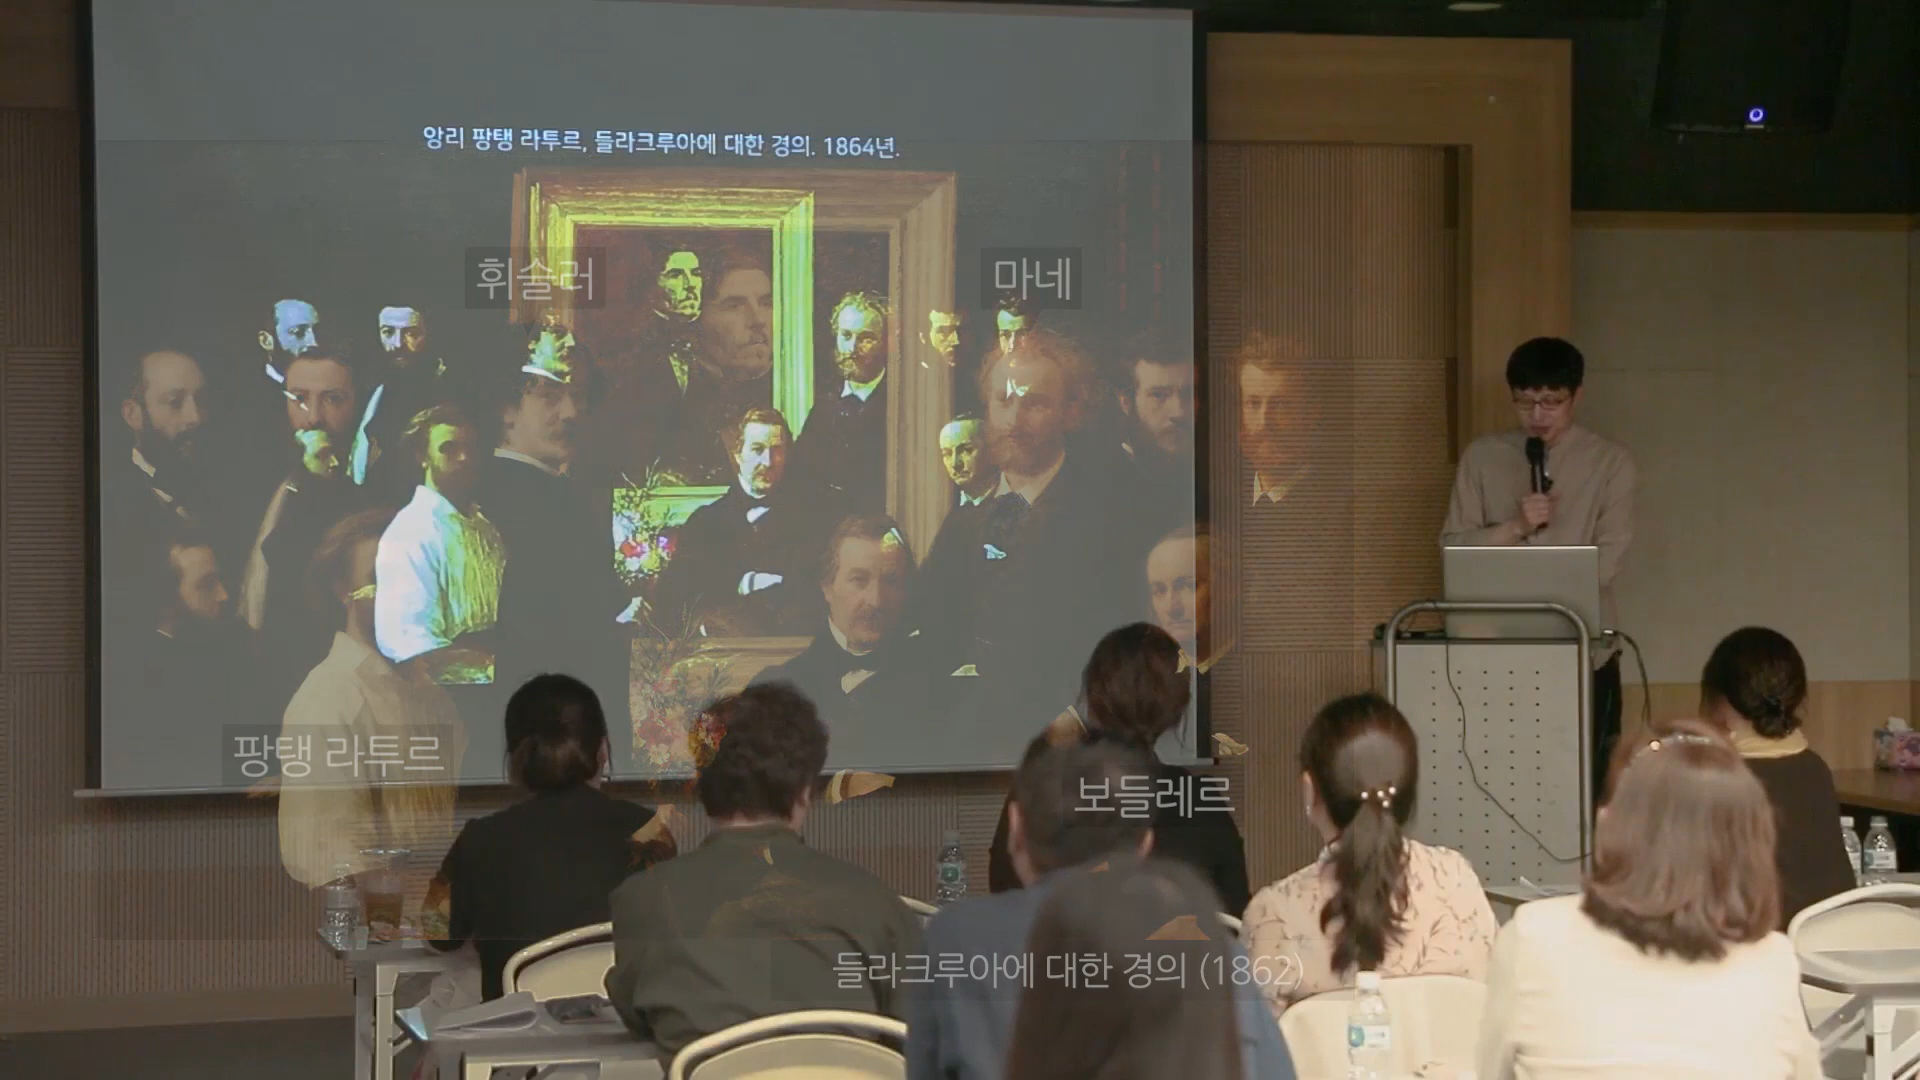 앙리 팡탱 라투르, 들라크루아에 대한 경의. 1864년.
휘슬러
마네
팡탱 라투르
보들레르
들라크루아에 대한 경의 (1862)